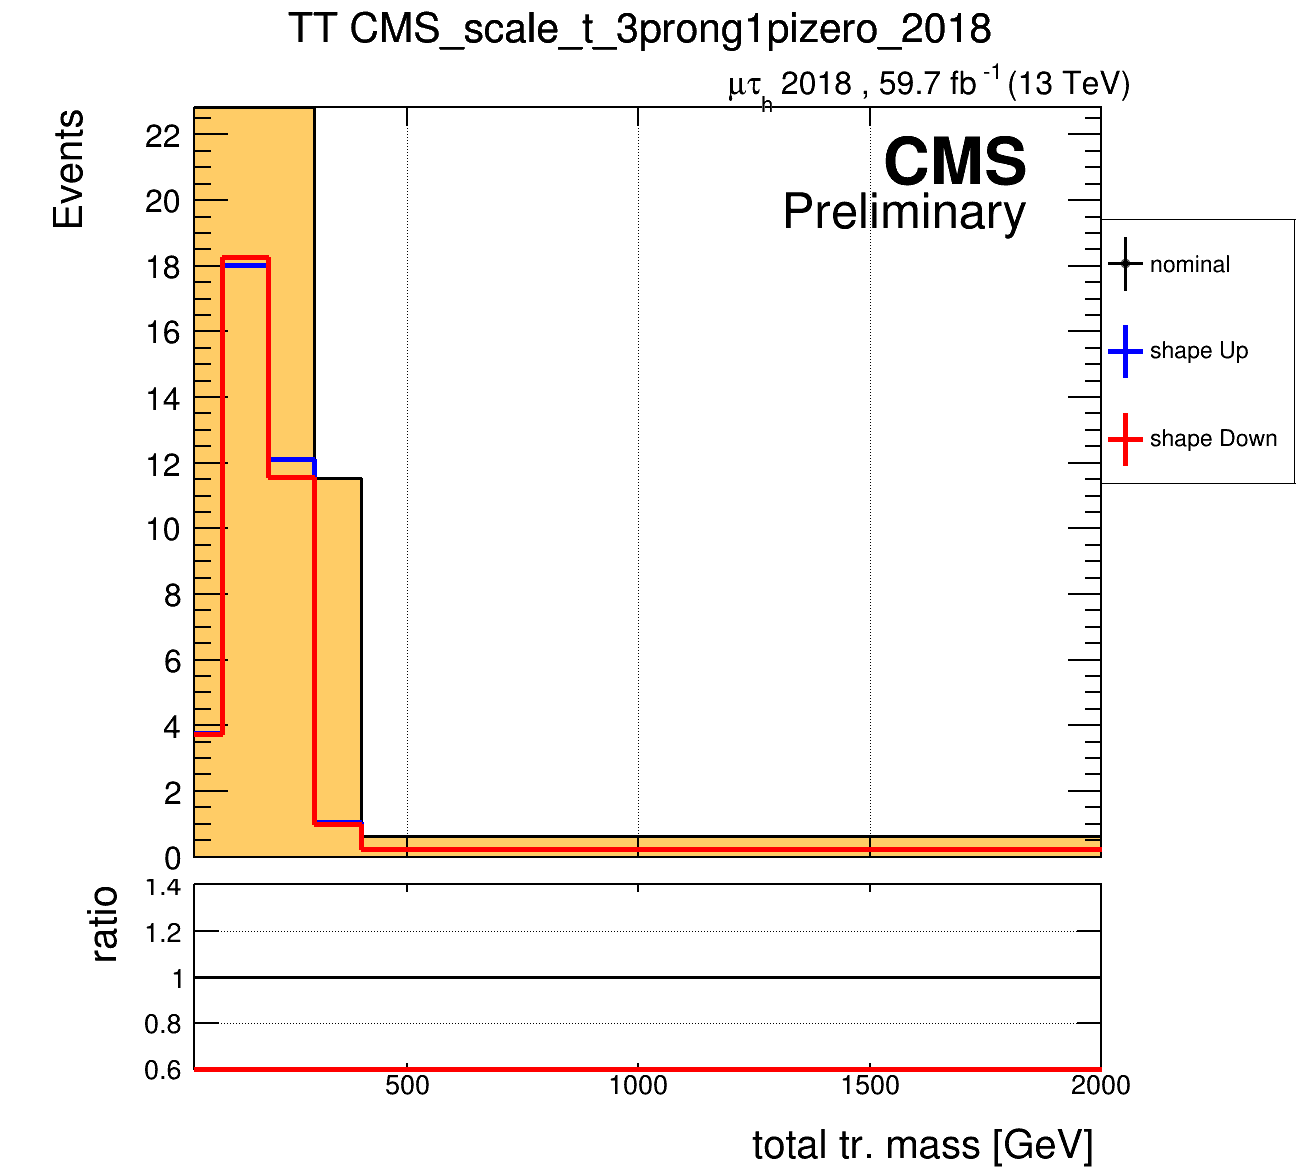 TT CMS_scale_t_3prong1pizero_2018
μτh 2018 , 59.7 fb-1 (13 TeV)
Events
22
20
18
16
14
12
10
8
6
4
2
0
CMS
Preliminary
nominal
shape Up
shape Down
ratio
1.4
1.2
1
0.8
0.6
500 1000 1500 2000
total tr. mass [GeV]